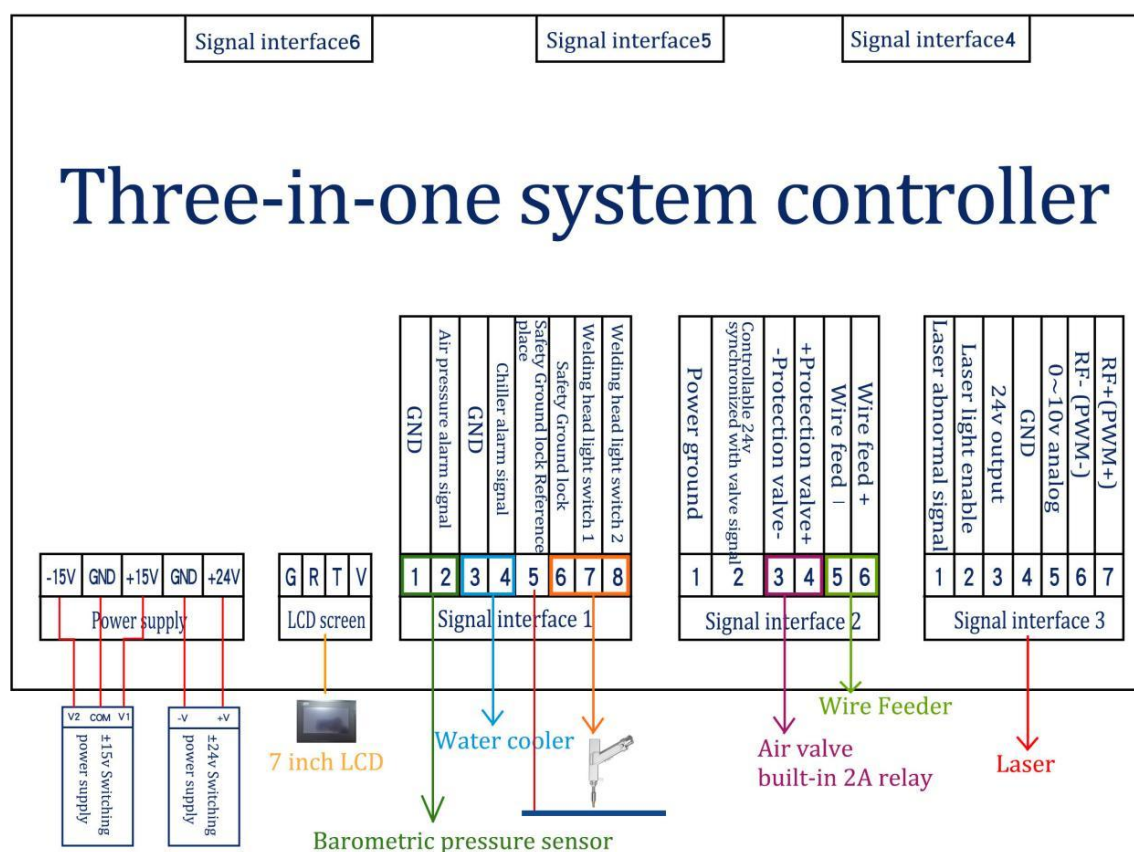 Signal interface6
Signal interface5
Signal interface4
Three-in-one system controller
-15V
GND
+15V
GND
+24V
Power supply
V2
COM
V1
±15v Switching
power supply
-V
+V
±24v Switching
power supply
G
R
T
V
LCD screen
7 inch LCD
GND
Air pressure alarm signal
GND
Chiller alarm signal
Safety Ground lock Reference
place
Safety Ground lock
Welding head light switch 1
Welding head light switch 2
1
2
3
4
5
6
7
8
Signal interface 1
Water cooler
Barometric pressure sensor
Power ground
Controllable 24v
synchronized with valve signal
-Protection valve-
+Protection valve+
Wire feed -
Wire feed +
1
2
3
4
5
6
Signal interface 2
Wire Feeder
Air valve
built-in 2A relay
Laser abnormal signal
Laser light enable
24v output
GND
0~10v analog
RF- (PWM-)
RF+(PWM+)
1
2
3
4
5
6
7
Signal interface 3
Laser